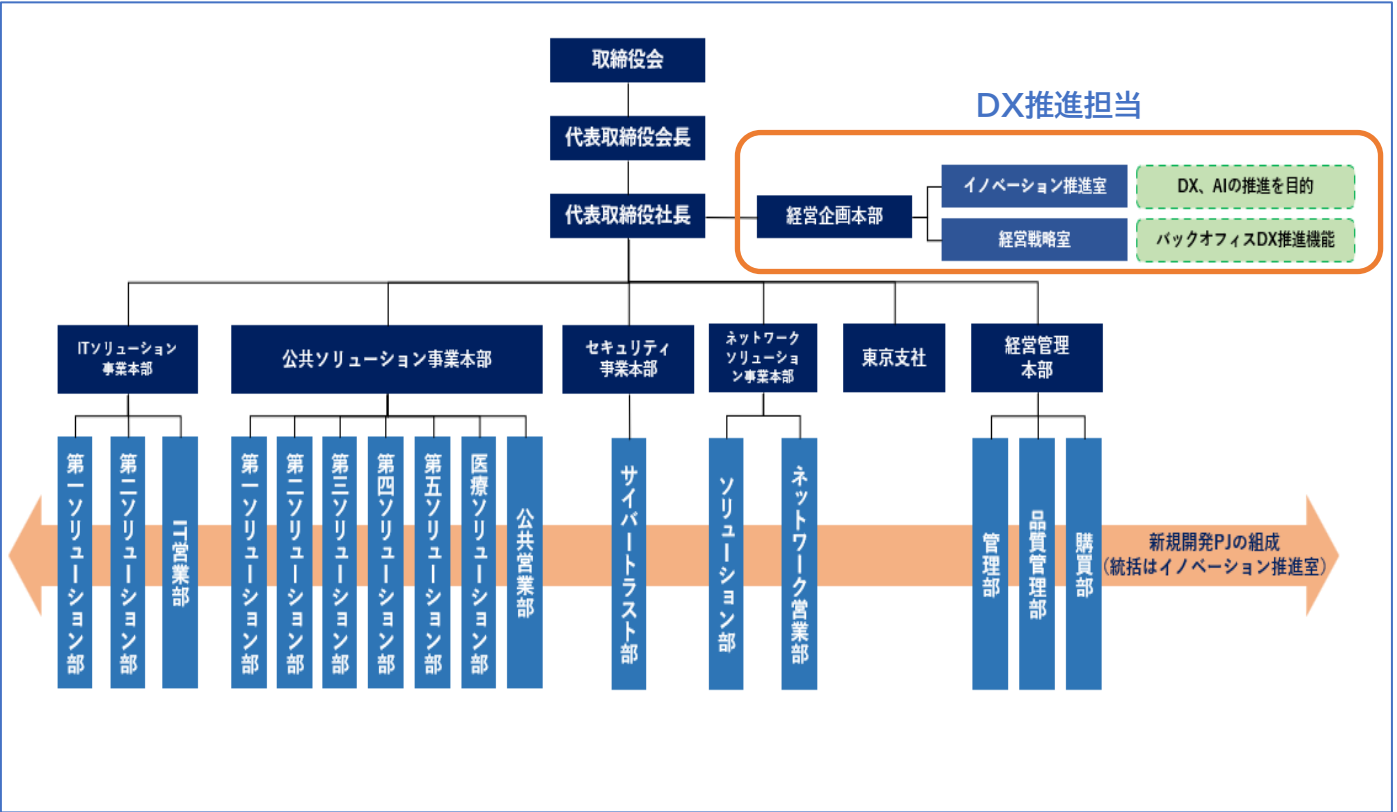 取締役会
DX推進担当
代表取締役会長
代表取締役社長
経営企画本部
イノベーション推進室
DX、AIの推進を目的
経営戦略室
バックオフィスDX推進機能
ITソリューション
事業本部
公共ソリューション事業本部
セキュリティ
事業本部
ネットワーク
ソリューショ
ン事業本部
東京支社
経営管理
本部
第一ソリューション部
第二ソリューション部
IT営業部
第一ソリューション部
第二ソリューション部
第三ソリューション部
第四ソリューション部
第五ソリューション部
医療ソリューション部
公共営業部
サイバートラスト部
ソリューション部
ネットワーク営業部
管理部
品質管理部
購買部
新規開発PJの組成
(統括はイノベーション推進室)